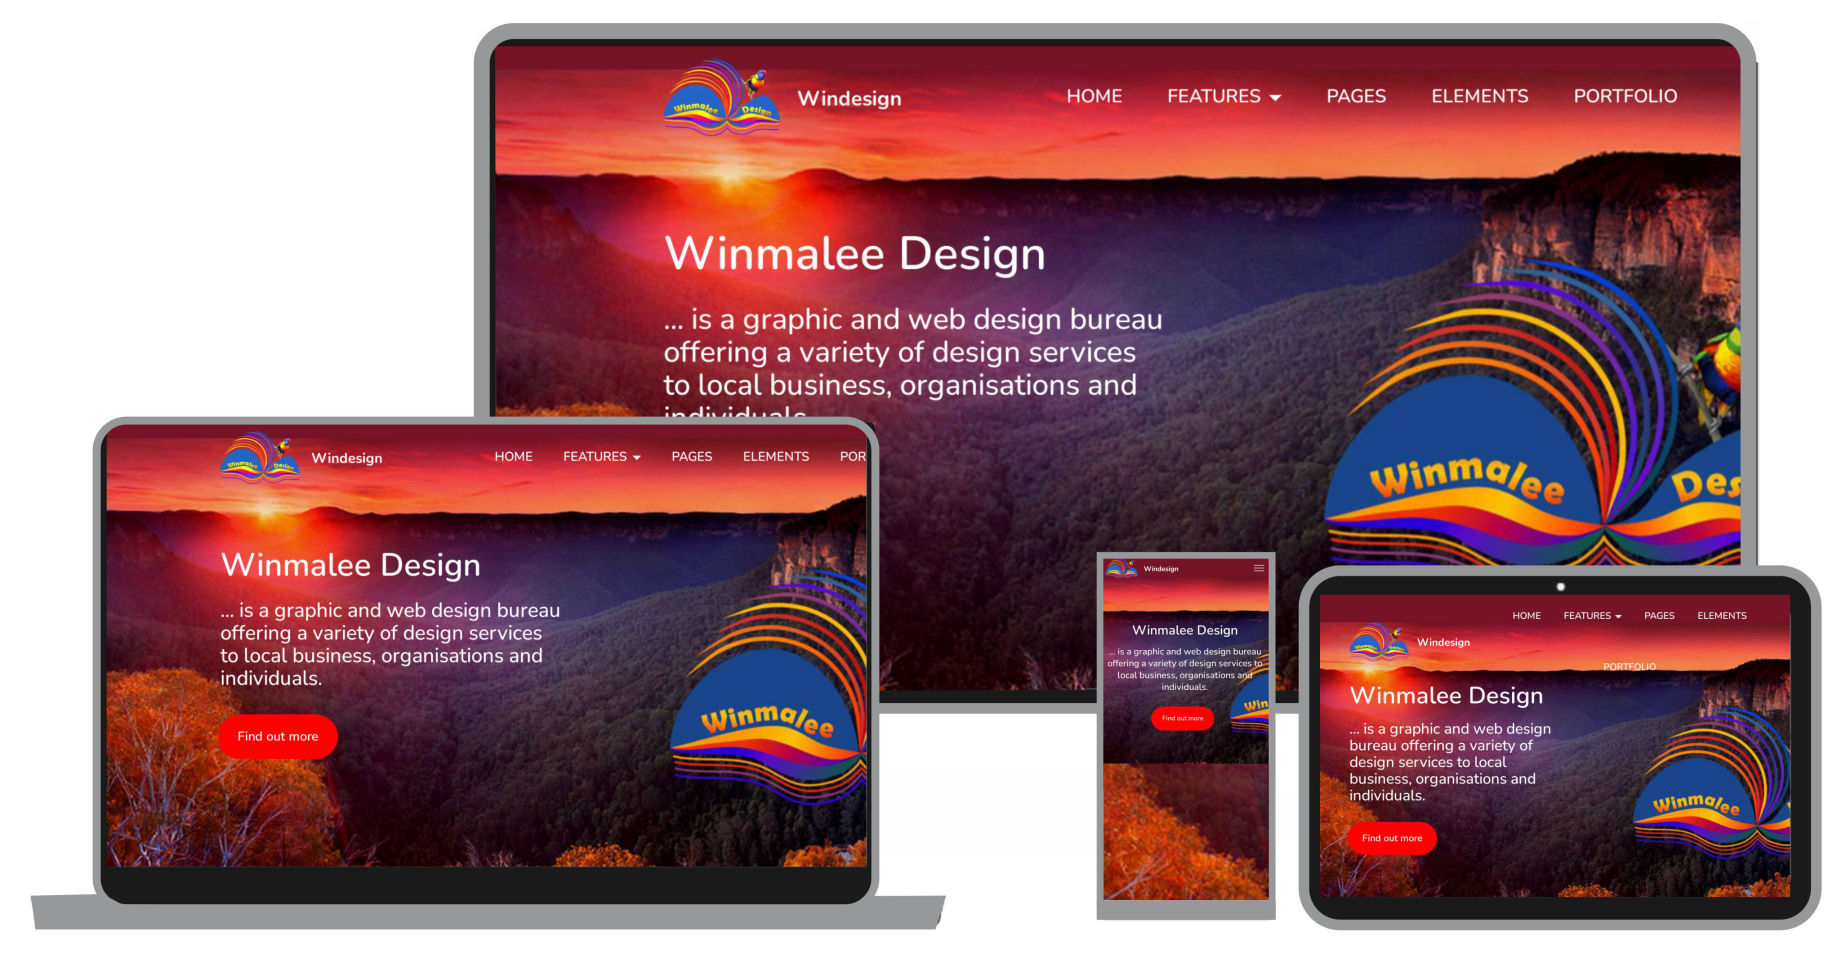 Winmalee Design
Windesign
HOME FEATURES PAGES ELEMENTS PORTFOLIO
Winmalee Design
... is a graphic and web design bureau
offering a variety of design services
to local business, organisations and
individuals.
Winmalee Des
Winmalee Design
Windesign
HOME FEATURES PAGES ELEMENTS POR
Winmalee Design
... is a graphic and web design bureau
offering a variety of design services
to local business, organisations and
individuals.
Find out more
Winmalee
Windesign
Winmalee Design
... is a graphic and web design bureau
offering a variety of design services to
local business, organisations and
individuals.
Find out more
Win
HOME FEATURES PAGES ELEMENTS
Winmalee Design
Windesign
PORTFOLIO
Winmalee Design
... is a graphic and web design
bureau offering a variety of
design services to local
business, organisations and
individuals.
Find out more
Winmalee